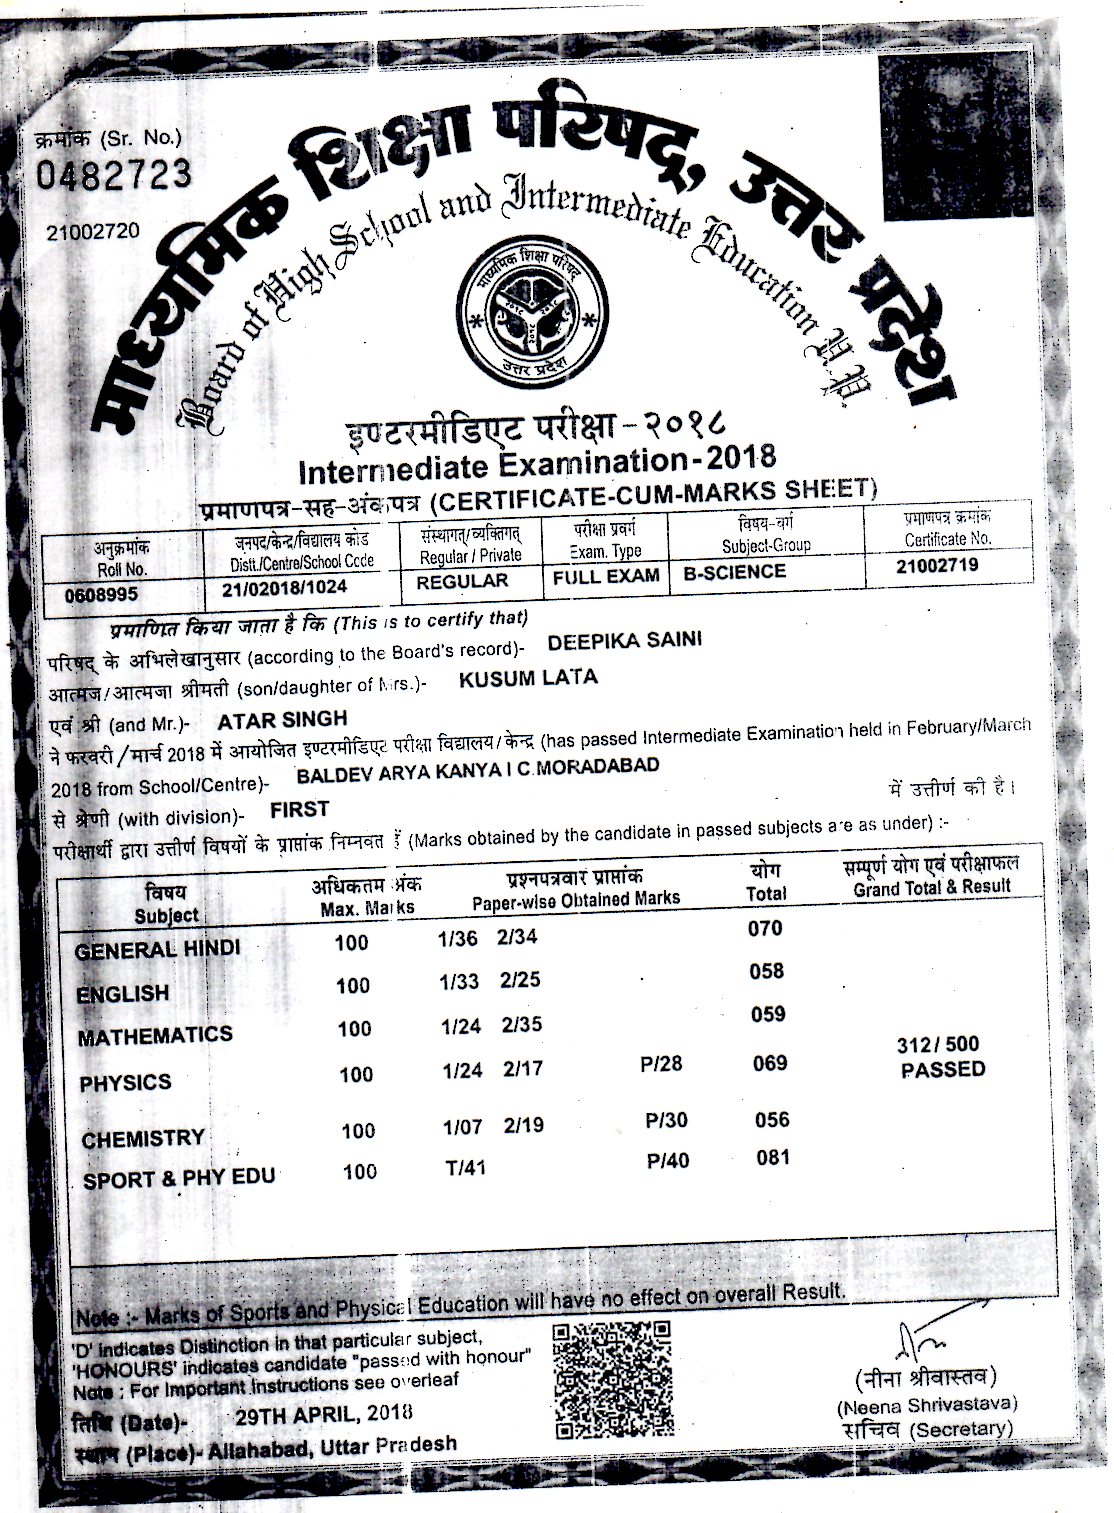 क्रमांक (Sr. No.)
0482723
21002720
माध्यमिक शिक्षा परिषद्, उत्तर प्रदेश
Board of High School and Intermediate Education U.P.
माध्यमिक शिक्षा परिषद्
उत्तर प्रदेश
इण्टरमीडिएट परीक्षा - २०१८
Intermediate Examination - 2018
प्रमाणपत्र-सह-अंकपत्र (CERTIFICATE-CUM-MARKS SHEET)
अनुक्रमांक जनपद/केन्द्र/विद्यालय कोड संस्थागत/व्यक्तिगत परीक्षा प्रवर्ग विषय-वर्ग प्रमाणपत्र क्रमांक
Roll No. Distt./Centre/School Code Regular / Private Exam. Type Subject-Group Certificate No.
0608995 21/02018/1024 REGULAR FULL EXAM B-SCIENCE 21002719
प्रमाणित किया जाता है कि (This is to certify that)
परिषद् के अभिलेखानुसार (according to the Board's record)- DEEPIKA SAINI
आत्मज/आत्मजा श्रीमती (son/daughter of Mrs.)- KUSUM LATA
एवं श्री (and Mr.)- ATAR SINGH
ने फरवरी/मार्च 2018 में आयोजित इण्टरमीडिएट परीक्षा विद्यालय/केन्द्र (has passed Intermediate Examination held in February/March
2018 from School/Centre)- BALDEV ARYA KANYA I C.MORADABAD
से श्रेणी (with division)- FIRST में उत्तीर्ण की है।
परीक्षार्थी द्वारा उत्तीर्ण विषयों के प्राप्तांक निम्नवत हैं (Marks obtained by the candidate in passed subjects are as under) :-
विषय अधिकतम अंक प्रश्नपत्रवार प्राप्तांक योग सम्पूर्ण योग एवं परीक्षाफल
Subject Max. Marks Paper-wise Obtained Marks Total Grand Total & Result
GENERAL HINDI 100 1/36 2/34 070
ENGLISH 100 1/33 2/25 058
MATHEMATICS 100 1/24 2/35 059
312/ 500
PHYSICS 100 1/24 2/17 P/28 069 PASSED
CHEMISTRY 100 1/07 2/19 P/30 056
SPORT & PHY EDU 100 T/41 P/40 081
Note :- Marks of Sports and Physical Education will have no effect on overall Result.
'D' indicates Distinction in that particular subject,
'HONOURS' indicates candidate "passed with honour"
Note : For Important Instructions see overleaf
तिथि (Date)- 29TH APRIL, 2018
स्थान (Place)- Allahabad, Uttar Pradesh
(नीना श्रीवास्तव)
(Neena Shrivastava)
सचिव (Secretary)